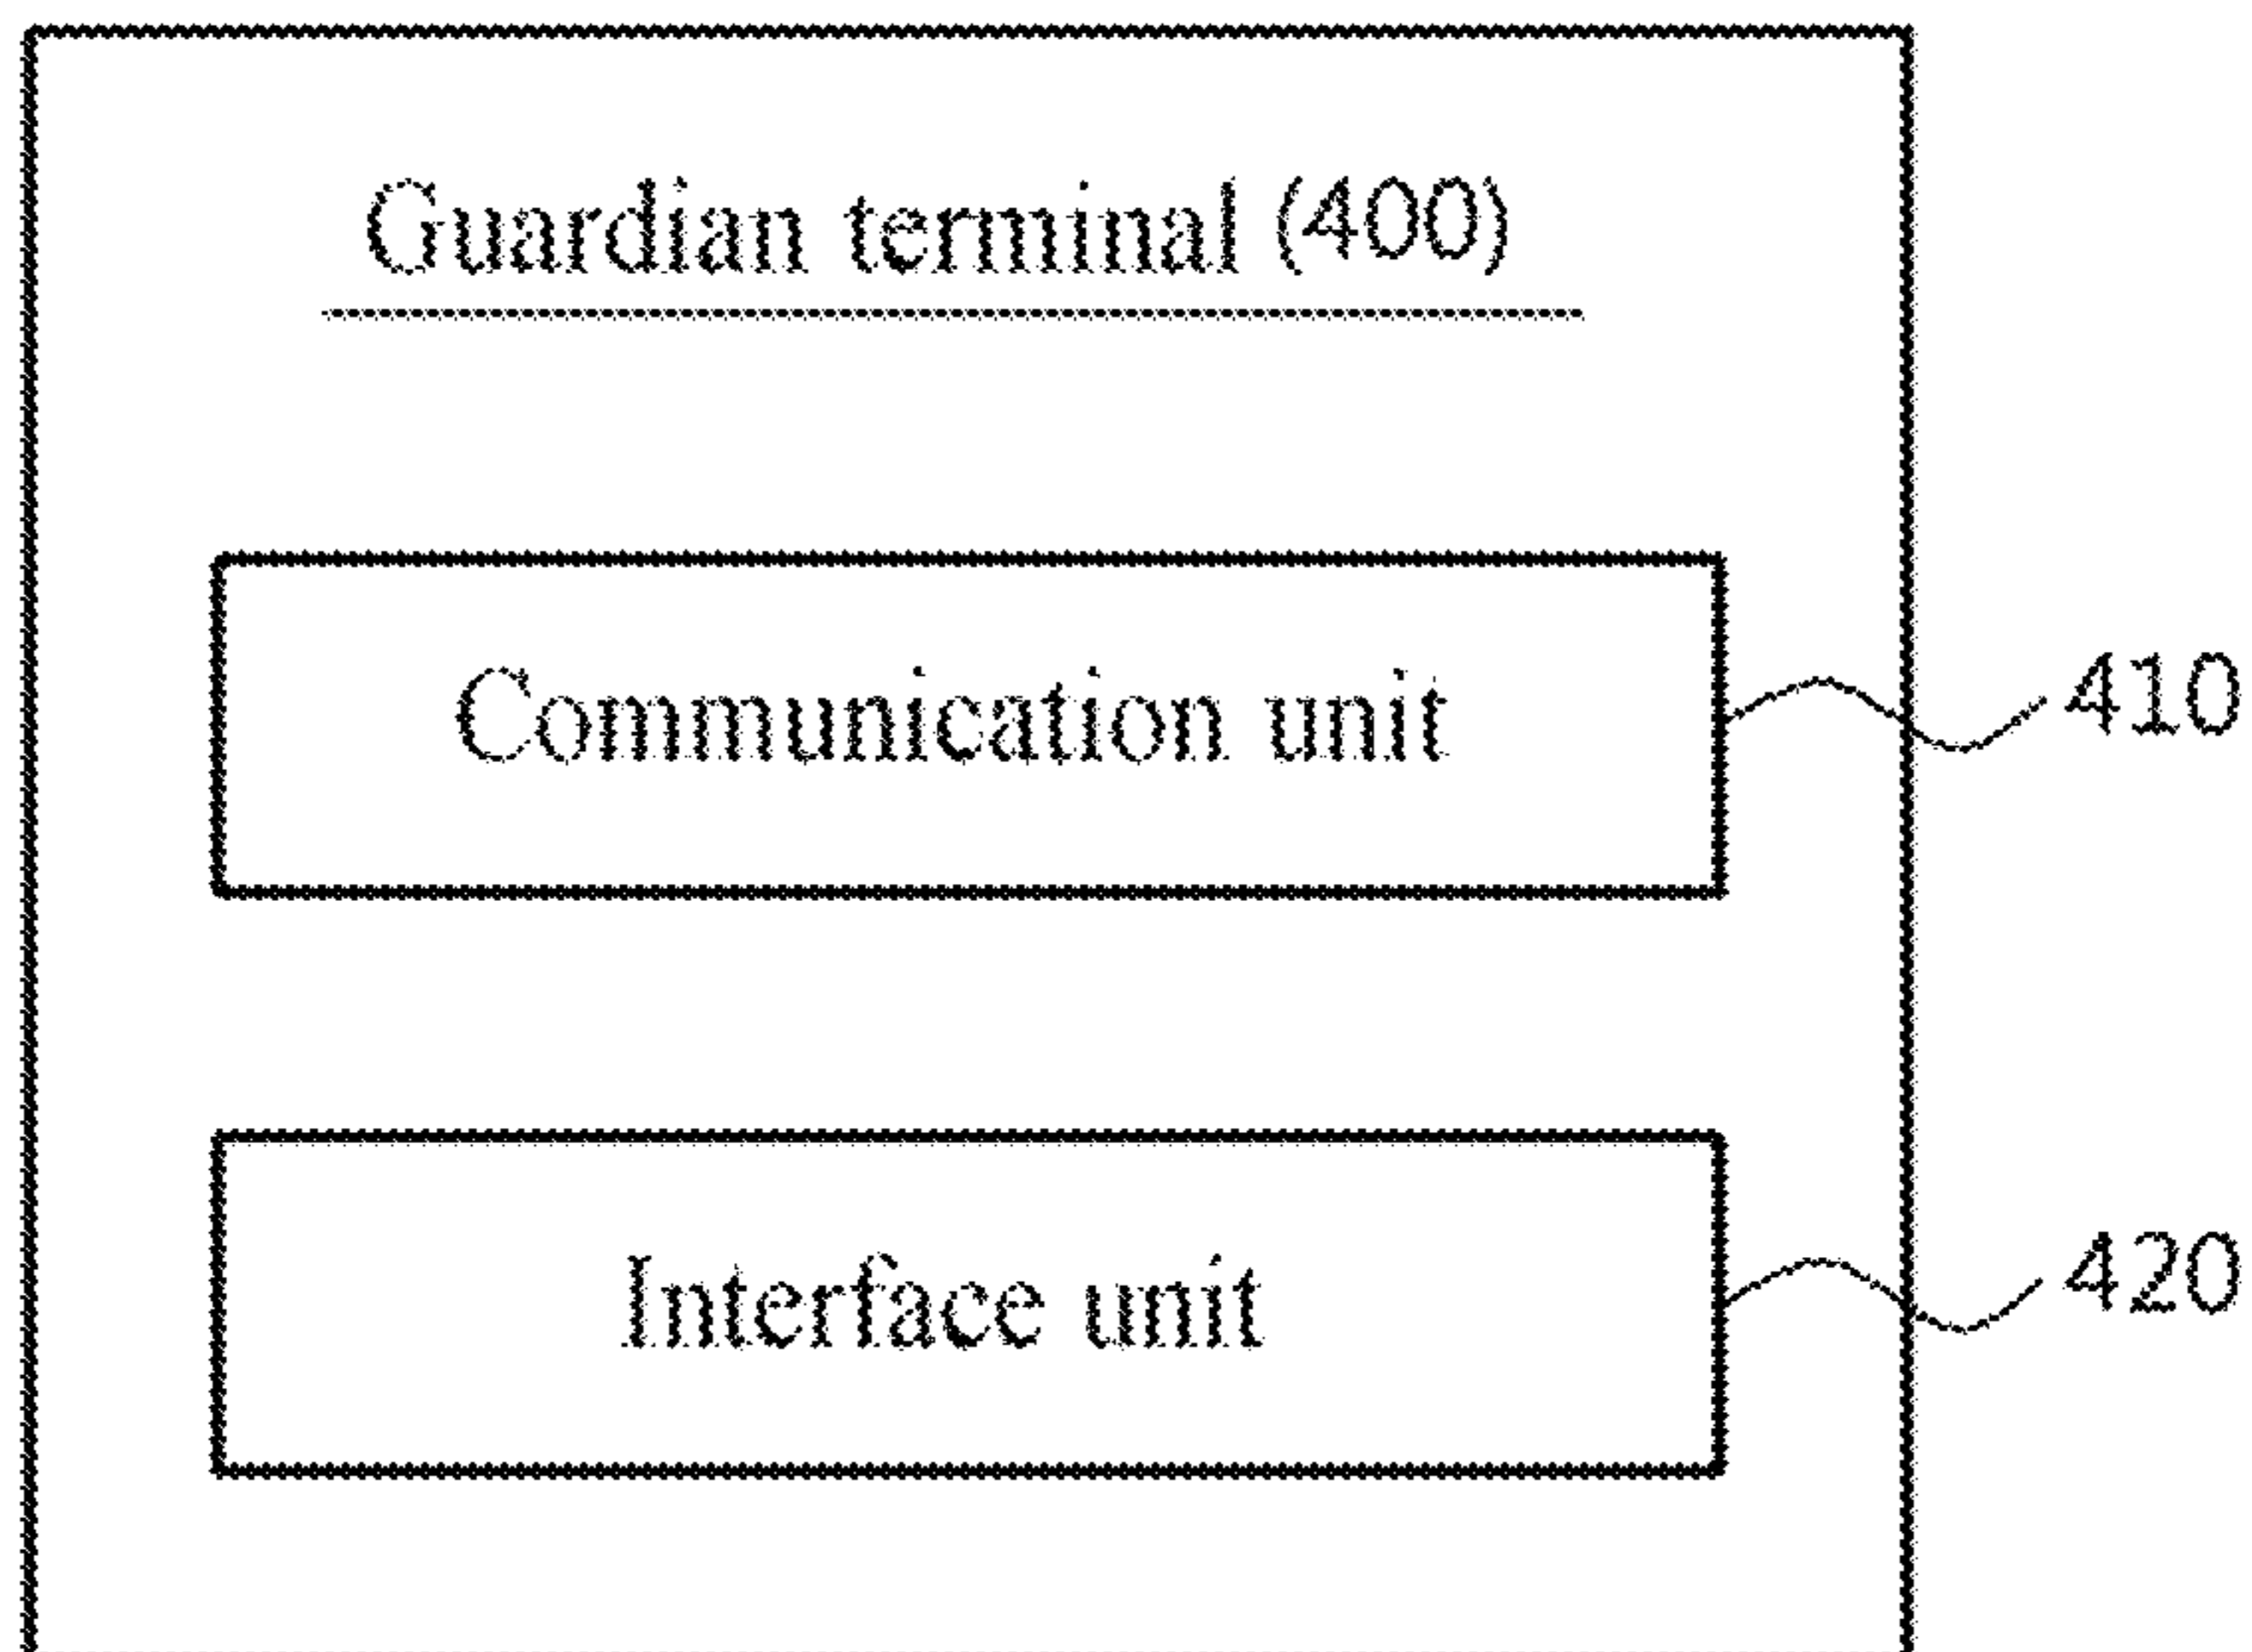 Guardian terminal (400)
Communication unit
410
Interface unit
420